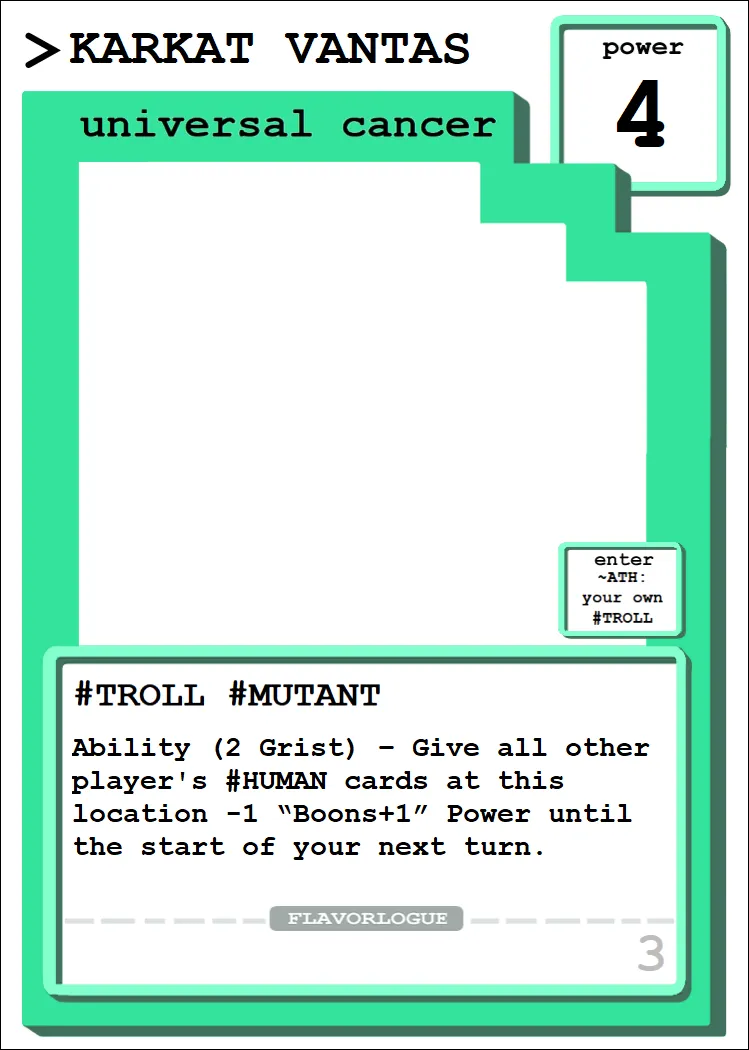 >KARKAT VANTAS
power
4
universal cancer
enter
~ATH:
your own
#TROLL
#TROLL #MUTANT
Ability (2 Grist) – Give all other
player's #HUMAN cards at this
location -1 “Boons+1” Power until
the start of your next turn.
FLAVORLOGUE
3